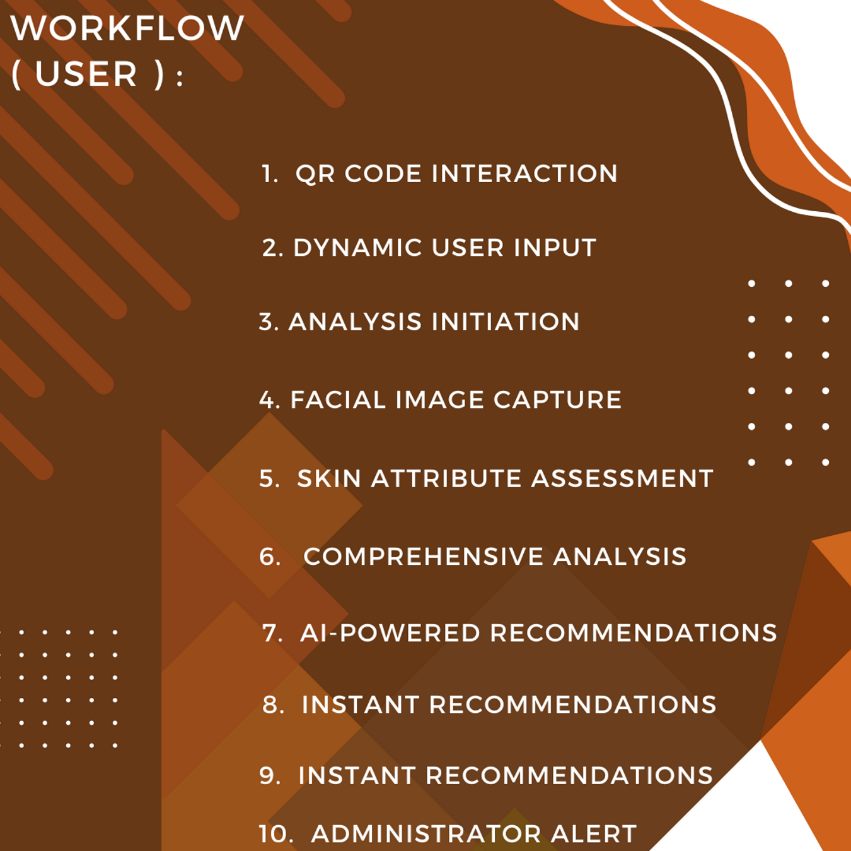 WORKFLOW
( USER ) :
1. QR CODE INTERACTION
2. DYNAMIC USER INPUT
3. ANALYSIS INITIATION
4. FACIAL IMAGE CAPTURE
5. SKIN ATTRIBUTE ASSESSMENT
6. COMPREHENSIVE ANALYSIS
7. AI-POWERED RECOMMENDATIONS
8. INSTANT RECOMMENDATIONS
9. INSTANT RECOMMENDATIONS
10. ADMINISTRATOR ALERT